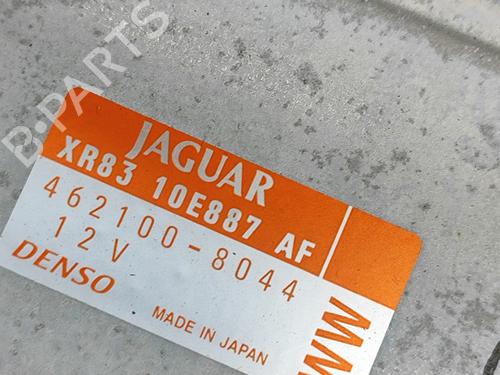 B-PARTS
JAGUAR
XR83 10E887 AF
462100-8044
12V
DENSO
MADE IN JAPAN